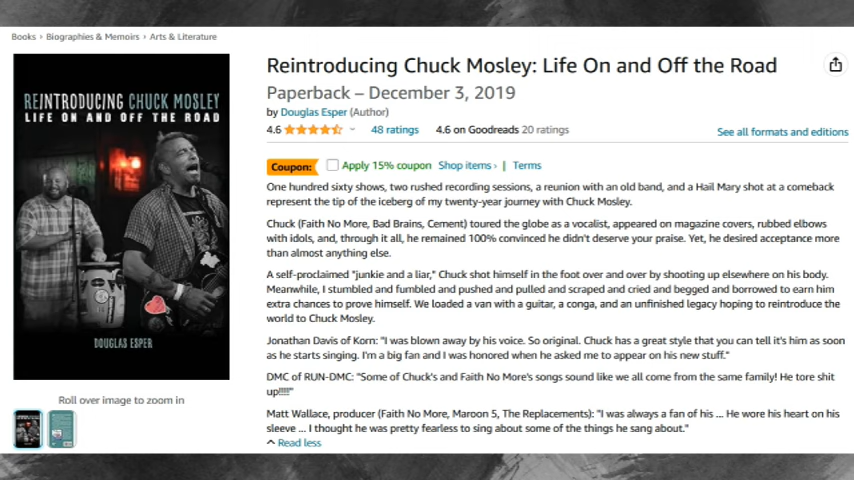 Books › Biographies & Memoirs › Arts & Literature
REINTRODUCING CHUCK MOSLEY
LIFE ON AND OFF THE ROAD
DOUGLAS ESPER
Roll over image to zoom in
Reintroducing Chuck Mosley: Life On and Off the Road
Paperback – December 3, 2019
by Douglas Esper (Author)
4.6 48 ratings 4.6 on Goodreads 20 ratings
See all formats and editions
Coupon: Apply 15% coupon Shop items › | Terms
One hundred sixty shows, two rushed recording sessions, a reunion with an old band, and a Hail Mary shot at a comeback
represent the tip of the iceberg of my twenty-year journey with Chuck Mosley.
Chuck (Faith No More, Bad Brains, Cement) toured the globe as a vocalist, appeared on magazine covers, rubbed elbows
with idols, and, through it all, he remained 100% convinced he didn't deserve your praise. Yet, he desired acceptance more
than almost anything else.
A self-proclaimed "junkie and a liar," Chuck shot himself in the foot over and over by shooting up elsewhere on his body.
Meanwhile, I stumbled and fumbled and pushed and pulled and scraped and cried and begged and borrowed to earn him
extra chances to prove himself. We loaded a van with a guitar, a conga, and an unfinished legacy hoping to reintroduce the
world to Chuck Mosley.
Jonathan Davis of Korn: "I was blown away by his voice. So original. Chuck has a great style that you can tell it's him as soon
as he starts singing. I'm a big fan and I was honored when he asked me to appear on his new stuff."
DMC of RUN-DMC: "Some of Chuck's and Faith No More's songs sound like we all come from the same family! He tore shit
up!!!!"
Matt Wallace, producer (Faith No More, Maroon 5, The Replacements): "I was always a fan of his ... He wore his heart on his
sleeve ... I thought he was pretty fearless to sing about some of the things he sang about."
Read less